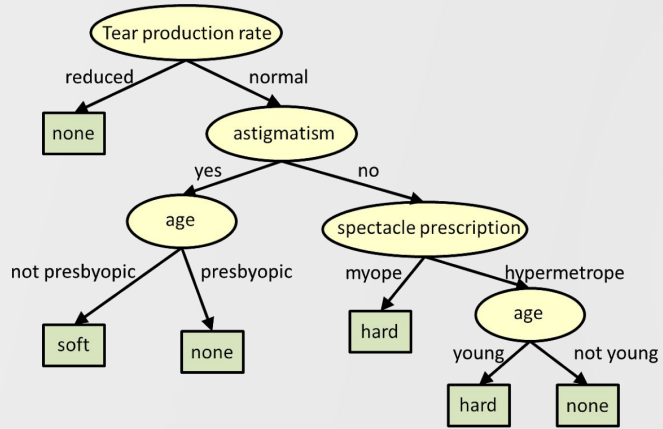 Tear production rate
reduced
normal
none
astigmatism
yes
no
age
spectacle prescription
not presbyopic
presbyopic
myope
hypermetrope
soft
none
hard
age
young
not young
hard
none